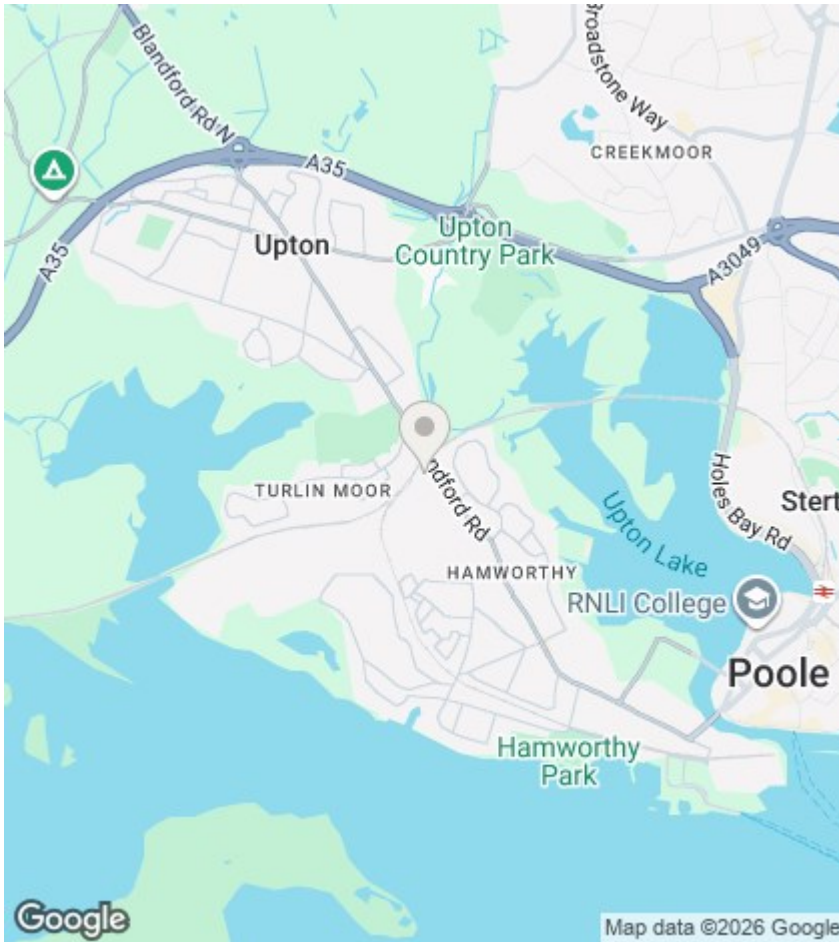 Blandford Rd N
Broadstone Way
CREEKMOOR
A35
A35
Upton
Upton
Country Park
A3049
TURLIN MOOR
ndford Rd
Holes Bay Rd
Stert
Upton Lake
HAMWORTHY
RNLI College
Poole
Hamworthy
Park
Google
Map data ©2026 Google